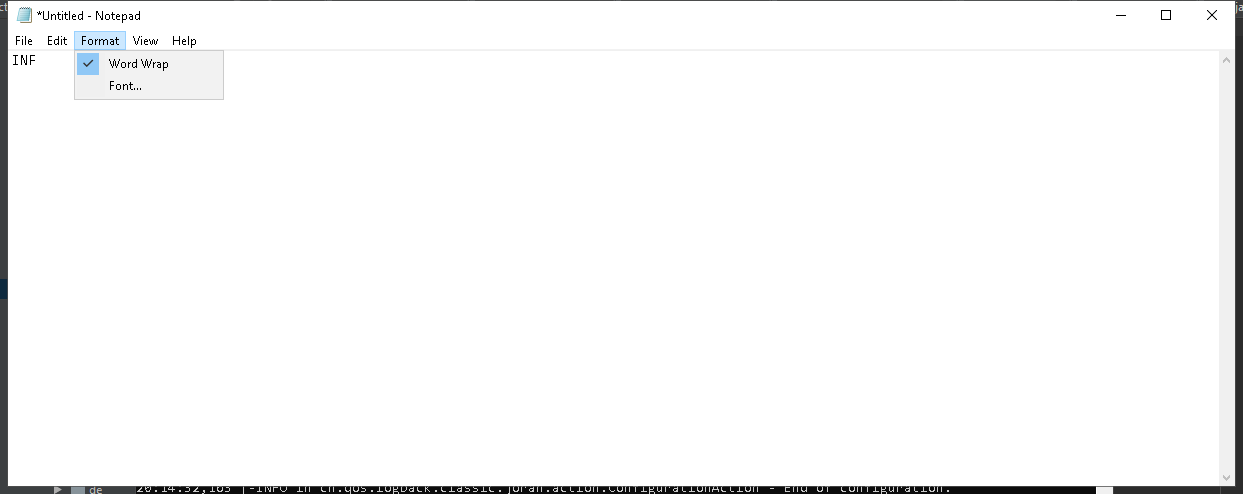 *Untitled - Notepad
File Edit Format View Help
INF
Word Wrap
Font...
de
20:14:32,163 |-INFO in ch.qos.logback.classic.joran.action.ConfigurationAction - End of configuration.